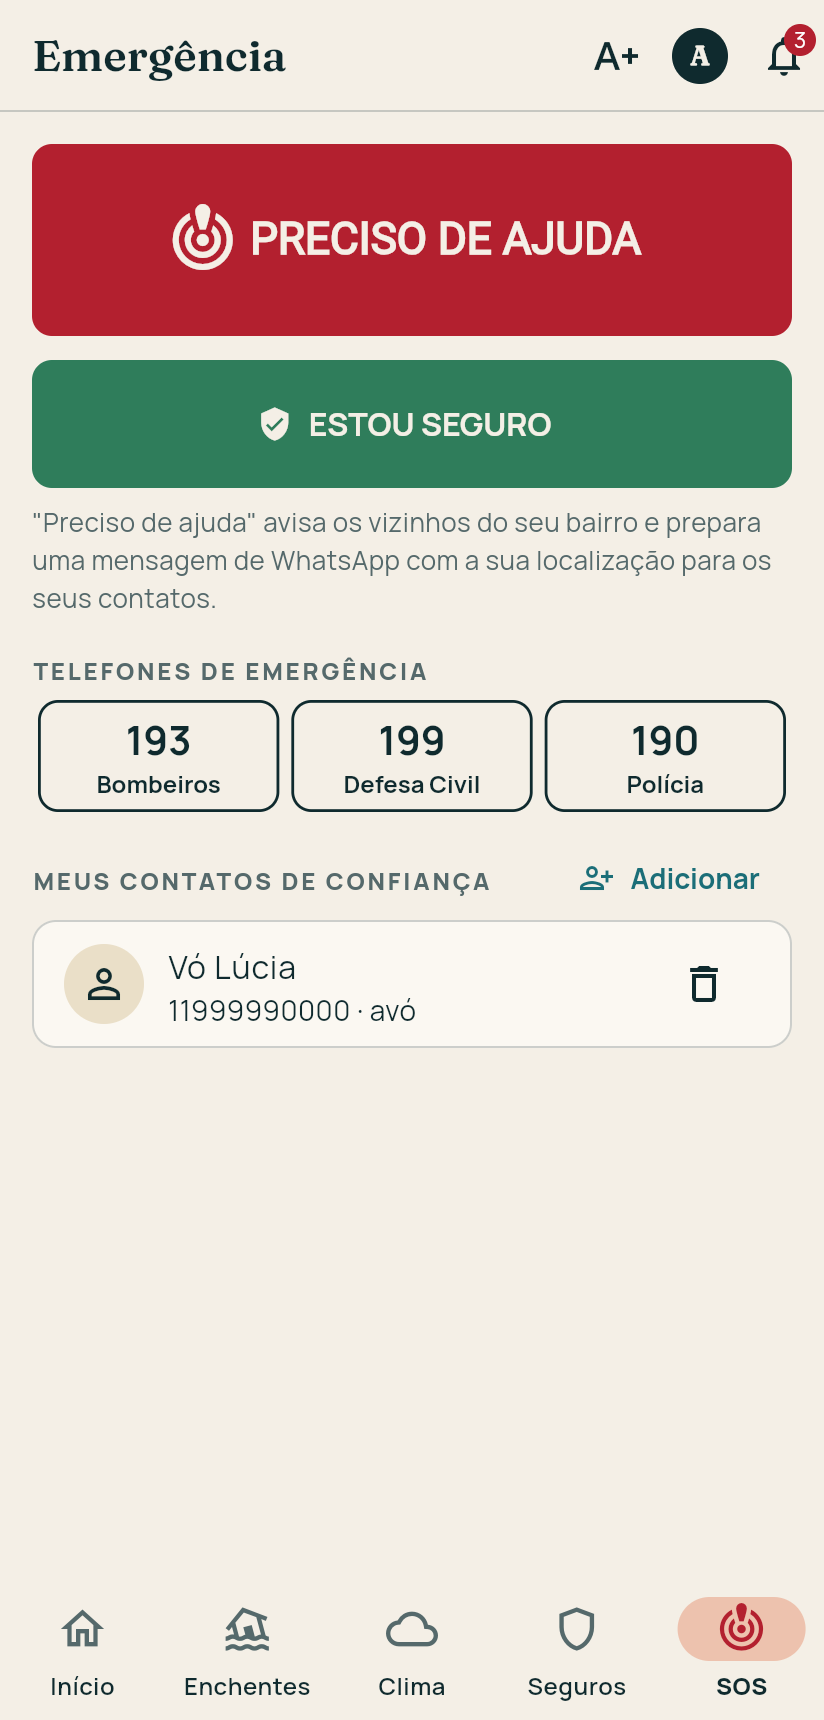 Emergência
A+
A
3
PRECISO DE AJUDA
ESTOU SEGURO
"Preciso de ajuda" avisa os vizinhos do seu bairro e prepara
uma mensagem de WhatsApp com a sua localização para os
seus contatos.
TELEFONES DE EMERGÊNCIA
193
Bombeiros
199
Defesa Civil
190
Polícia
MEUS CONTATOS DE CONFIANÇA
Adicionar
Vó Lúcia
11999990000 · avó
Início
Enchentes
Clima
Seguros
SOS